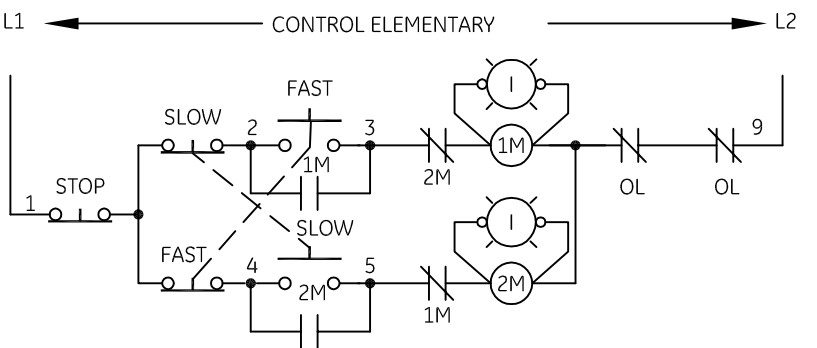 L1 CONTROL ELEMENTARY L2
FAST
SLOW
2 3 9
1M 1M
2M OL OL
STOP
1
SLOW
FAST
4 5
2M 2M
1M
I
I